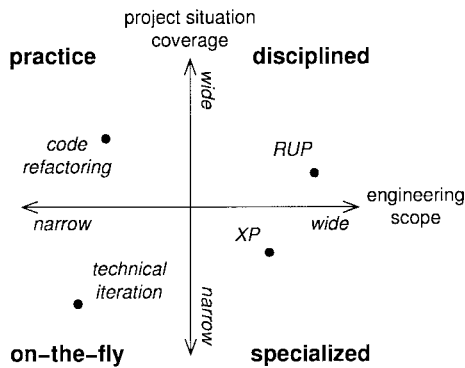 project situation
coverage
practice
disciplined
wide
code
refactoring
RUP
engineering
scope
narrow
wide
XP
technical
iteration
narrow
on–the–fly
specialized